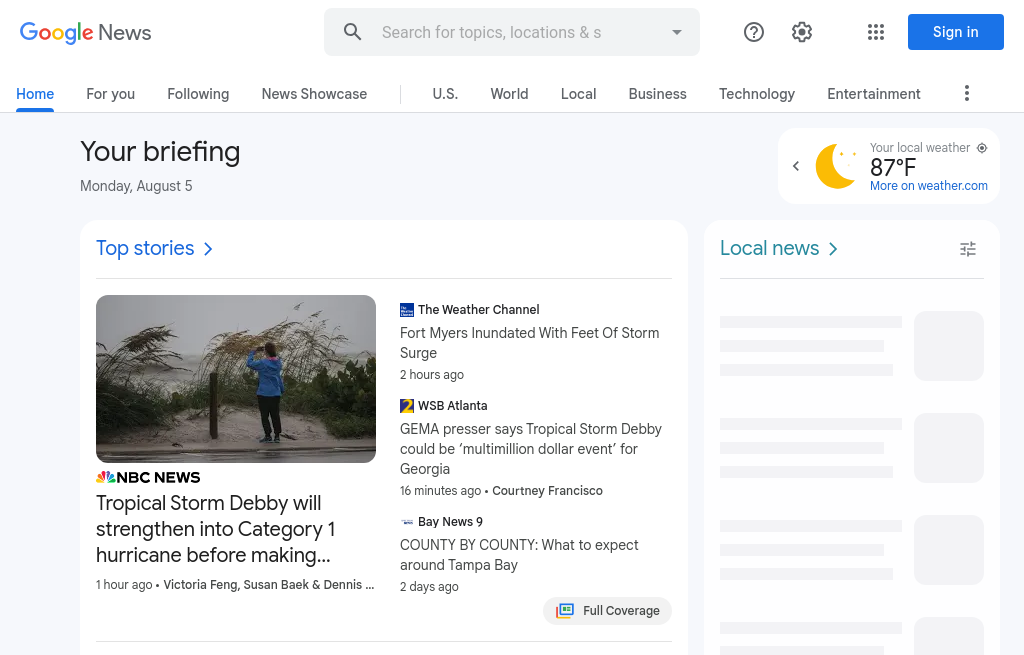 Google News
Search for topics, locations & s
Sign in
Home
For you
Following
News Showcase
U.S.
World
Local
Business
Technology
Entertainment
Your briefing
Monday, August 5
Your local weather
87°F
More on weather.com
Top stories
NBC NEWS
Tropical Storm Debby will
strengthen into Category 1
hurricane before making...
1 hour ago • Victoria Feng, Susan Baek & Dennis ...
The Weather Channel
Fort Myers Inundated With Feet Of Storm
Surge
2 hours ago
WSB Atlanta
GEMA presser says Tropical Storm Debby
could be ‘multimillion dollar event’ for
Georgia
16 minutes ago • Courtney Francisco
Bay News 9
COUNTY BY COUNTY: What to expect
around Tampa Bay
2 days ago
Full Coverage
Local news